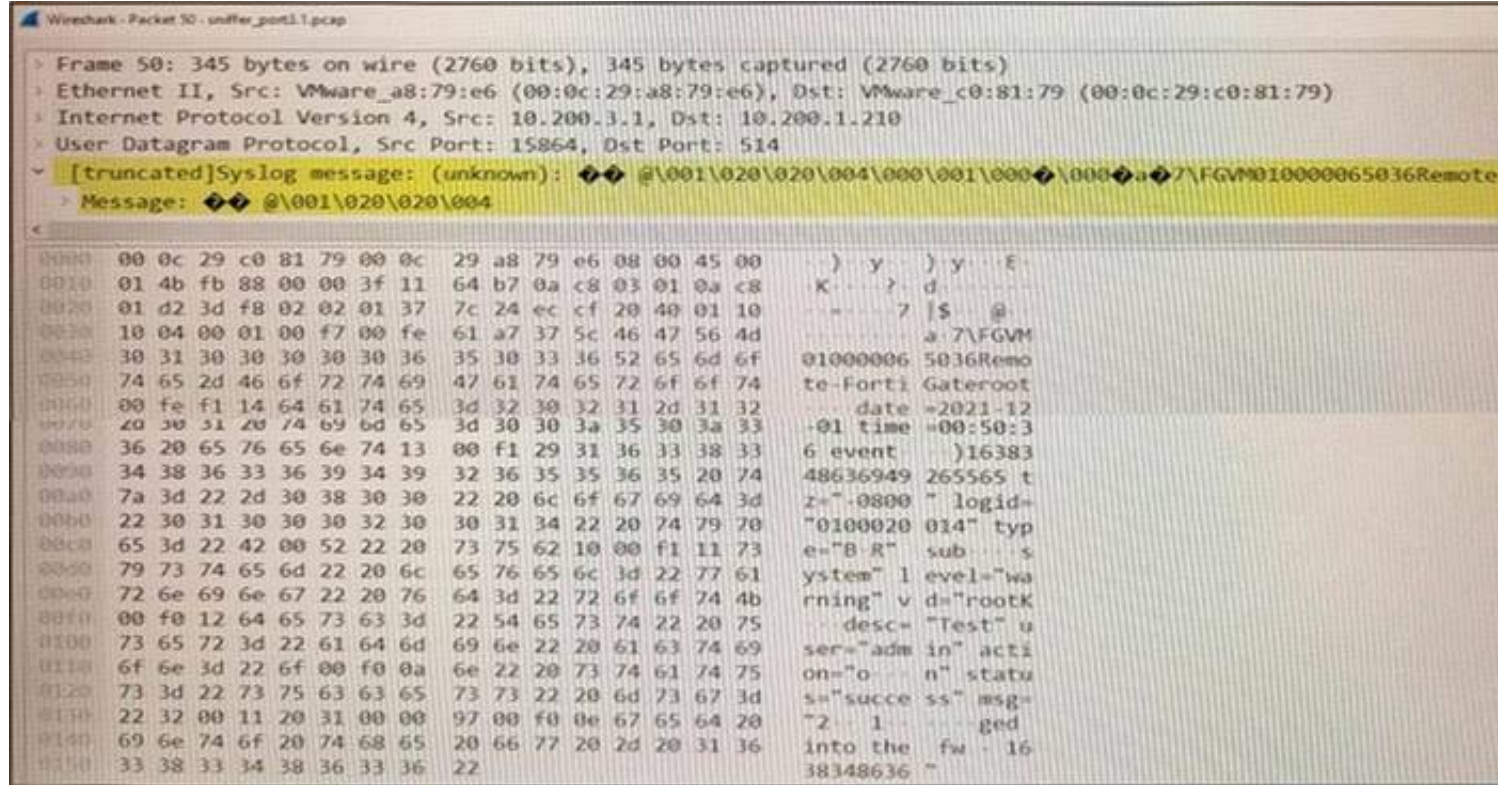 Wireshark - Packet 50 - sniffer_port3.1.pcap
Frame 50: 345 bytes on wire (2760 bits), 345 bytes captured (2760 bits)
Ethernet II, Src: VMware_a8:79:e6 (00:0c:29:a8:79:e6), Dst: VMware_c0:81:79 (00:0c:29:c0:81:79)
Internet Protocol Version 4, Src: 10.200.3.1, Dst: 10.200.1.210
User Datagram Protocol, Src Port: 15864, Dst Port: 514
[truncated]Syslog message: (unknown): �� @\001\020\020\004\000\001\000�\000�a�7\FGVM010000065036Remote
Message: �� @\001\020\020\004
0000 00 0c 29 c0 81 79 00 0c 29 a8 79 e6 08 00 45 00 ··)··y·· )·y···E·
0010 01 4b fb 88 00 00 3f 11 64 b7 0a c8 03 01 0a c8 ·K····?· d·······
0020 01 d2 3d f8 02 02 01 37 7c 24 ec cf 20 40 01 10 ··=····7 |$·· @··
0030 10 04 00 01 00 f7 00 fe 61 a7 37 5c 46 47 56 4d ········ a·7\FGVM
0040 30 31 30 30 30 30 30 36 35 30 33 36 52 65 6d 6f 01000006 5036Remo
0050 74 65 2d 46 6f 72 74 69 47 61 74 65 72 6f 6f 74 te-Forti Gateroot
0060 00 fe f1 14 64 61 74 65 3d 32 30 32 31 2d 31 32 ····date =2021-12
0070 2d 30 31 20 74 69 6d 65 3d 30 30 3a 35 30 3a 33 -01 time =00:50:3
0080 36 20 65 76 65 6e 74 13 00 f1 29 31 36 33 38 33 6 event· ··)16383
0090 34 38 36 33 36 39 34 39 32 36 35 35 36 35 20 74 48636949 265565 t
00a0 7a 3d 22 2d 30 38 30 30 22 20 6c 6f 67 69 64 3d z="-0800 " logid=
00b0 22 30 31 30 30 30 32 30 30 31 34 22 20 74 79 70 "0100020 014" typ
00c0 65 3d 22 42 00 52 22 20 73 75 62 10 00 f1 11 73 e="B·R" sub····s
00d0 79 73 74 65 6d 22 20 6c 65 76 65 6c 3d 22 77 61 ystem" l evel="wa
00e0 72 6e 69 6e 67 22 20 76 64 3d 22 72 6f 6f 74 4b rning" v d="rootK
00f0 00 f0 12 64 65 73 63 3d 22 54 65 73 74 22 20 75 ···desc= "Test" u
0100 73 65 72 3d 22 61 64 6d 69 6e 22 20 61 63 74 69 ser="adm in" acti
0110 6f 6e 3d 22 6f 00 f0 0a 6e 22 20 73 74 61 74 75 on="o··· n" statu
0120 73 3d 22 73 75 63 63 65 73 73 22 20 6d 73 67 3d s="succe ss" msg=
0130 22 32 00 11 20 31 00 00 97 00 f0 0e 67 65 64 20 "2·· 1·· ····ged
0140 69 6e 74 6f 20 74 68 65 20 66 77 20 2d 20 31 36 into the fw - 16
0150 33 38 33 34 38 36 33 36 22 38348636 "